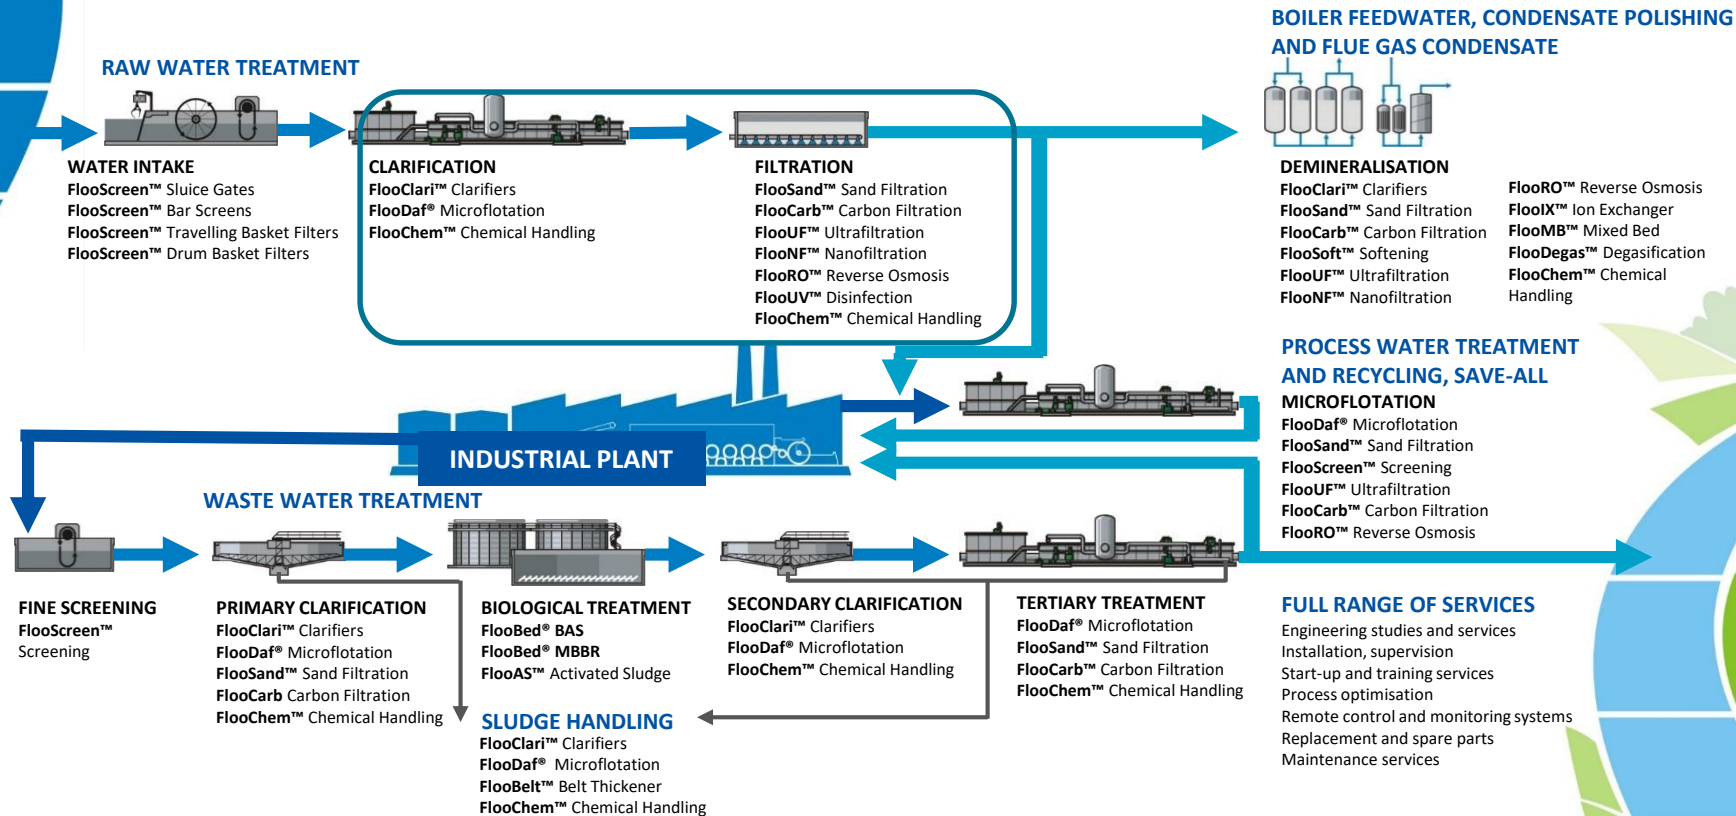 BOILER FEEDWATER, CONDENSATE POLISHING
AND FLUE GAS CONDENSATE
RAW WATER TREATMENT
WATER INTAKE
FlooScreen™ Sluice Gates
FlooScreen™ Bar Screens
FlooScreen™ Travelling Basket Filters
FlooScreen™ Drum Basket Filters
CLARIFICATION
FlooClari™ Clarifiers
FlooDaf® Microflotation
FlooChem™ Chemical Handling
FILTRATION
FlooSand™ Sand Filtration
FlooCarb™ Carbon Filtration
FlooUF™ Ultrafiltration
FlooNF™ Nanofiltration
FlooRO™ Reverse Osmosis
FlooUV™ Disinfection
FlooChem™ Chemical Handling
DEMINERALISATION
FlooClari™ Clarifiers
FlooSand™ Sand Filtration
FlooCarb™ Carbon Filtration
FlooSoft™ Softening
FlooUF™ Ultrafiltration
FlooNF™ Nanofiltration
FlooRO™ Reverse Osmosis
FlooIX™ Ion Exchanger
FlooMB™ Mixed Bed
FlooDegas™ Degasification
FlooChem™ Chemical
Handling
PROCESS WATER TREATMENT
AND RECYCLING, SAVE-ALL
MICROFLOTATION
FlooDaf® Microflotation
FlooSand™ Sand Filtration
FlooScreen™ Screening
FlooUF™ Ultrafiltration
FlooCarb™ Carbon Filtration
FlooRO™ Reverse Osmosis
INDUSTRIAL PLANT
WASTE WATER TREATMENT
FINE SCREENING
FlooScreen™
Screening
PRIMARY CLARIFICATION
FlooClari™ Clarifiers
FlooDaf® Microflotation
FlooSand™ Sand Filtration
FlooCarb Carbon Filtration
FlooChem™ Chemical Handling
BIOLOGICAL TREATMENT
FlooBed® BAS
FlooBed® MBBR
FlooAS™ Activated Sludge
SECONDARY CLARIFICATION
FlooClari™ Clarifiers
FlooDaf® Microflotation
FlooChem™ Chemical Handling
TERTIARY TREATMENT
FlooDaf® Microflotation
FlooSand™ Sand Filtration
FlooCarb™ Carbon Filtration
FlooChem™ Chemical Handling
SLUDGE HANDLING
FlooClari™ Clarifiers
FlooDaf® Microflotation
FlooBelt™ Belt Thickener
FlooChem™ Chemical Handling
FULL RANGE OF SERVICES
Engineering studies and services
Installation, supervision
Start-up and training services
Process optimisation
Remote control and monitoring systems
Replacement and spare parts
Maintenance services